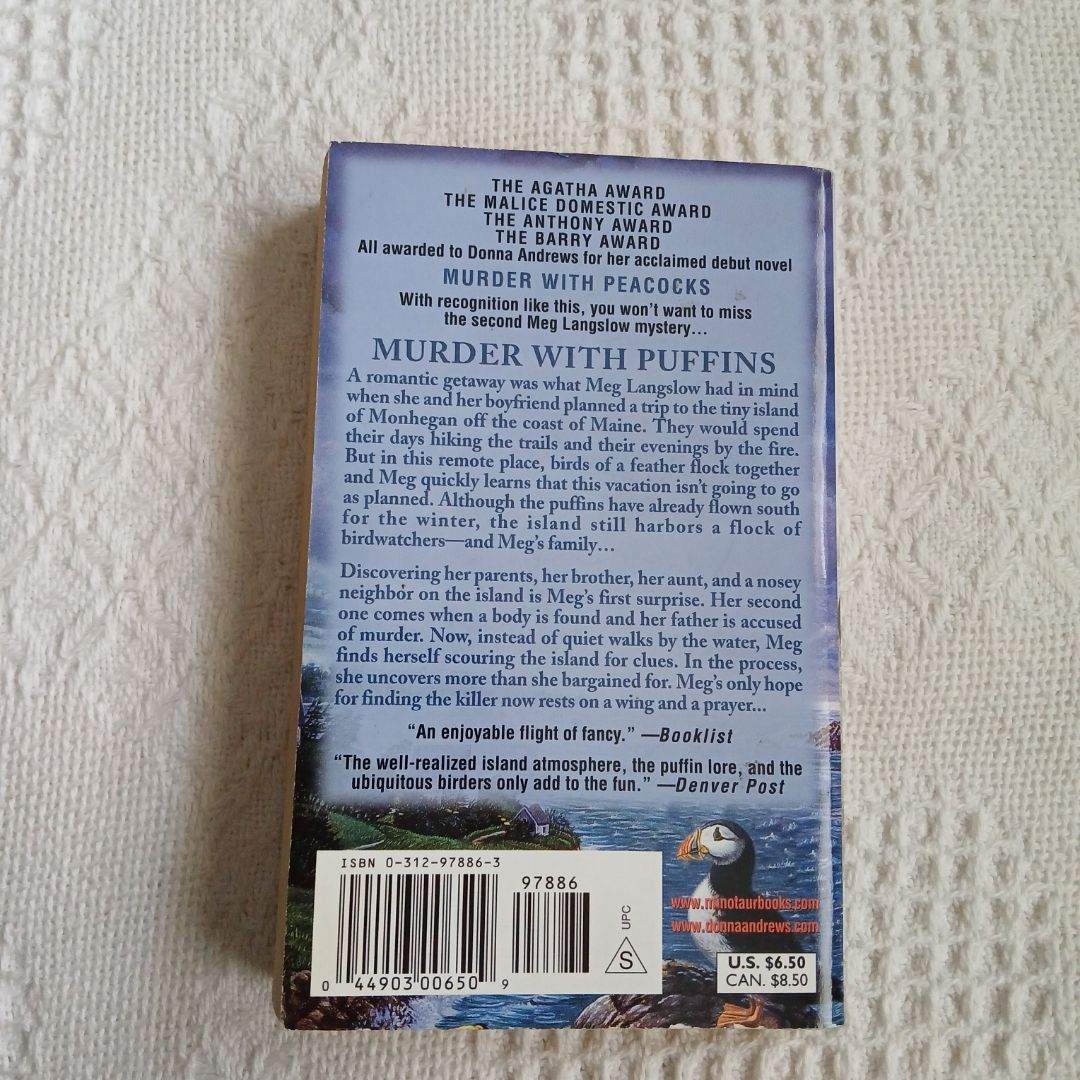 THE AGATHA AWARD
THE MALICE DOMESTIC AWARD
THE ANTHONY AWARD
THE BARRY AWARD
All awarded to Donna Andrews for her acclaimed debut novel
MURDER WITH PEACOCKS
With recognition like this, you won't want to miss
the second Meg Langslow mystery...
MURDER WITH PUFFINS
A romantic getaway was what Meg Langslow had in mind
when she and her boyfriend planned a trip to the tiny island
of Monhegan off the coast of Maine. They would spend
their days hiking the trails and their evenings by the fire.
But in this remote place, birds of a feather flock together
and Meg quickly learns that this vacation isn't going to go
as planned. Although the puffins have already flown south
for the winter, the island still harbors a flock of
birdwatchers—and Meg's family...
Discovering her parents, her brother, her aunt, and a nosey
neighbor on the island is Meg's first surprise. Her second
one comes when a body is found and her father is accused
of murder. Now, instead of quiet walks by the water, Meg
finds herself scouring the island for clues. In the process,
she uncovers more than she bargained for. Meg's only hope
for finding the killer now rests on a wing and a prayer...
"An enjoyable flight of fancy." —Booklist
"The well-realized island atmosphere, the puffin lore, and the
ubiquitous birders only add to the fun." —Denver Post
ISBN 0-312-97886-3
97886
UPC
S
0 44903 00650 9
www.minotaurbooks.com
www.donnaandrews.com
U.S. $6.50
CAN. $8.50